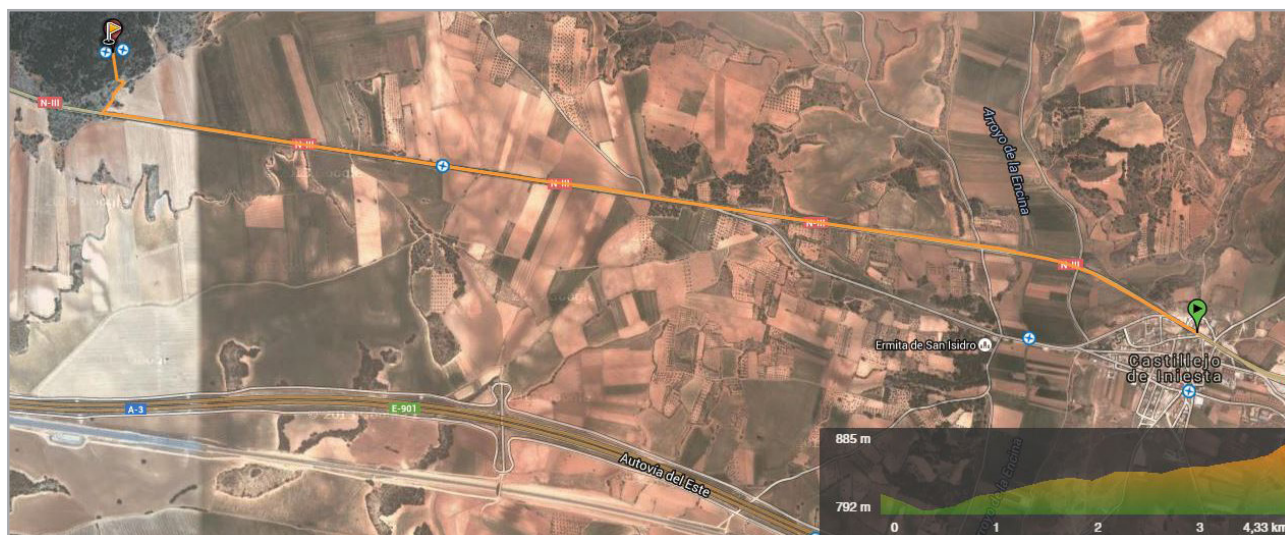 N-III
N-III
N-III
N-III
N-III
Arroyo de la Encina
Ermita de San Isidro
Castillejo
de Iniesta
A-3
E-901
Autovía del Este
885 m
792 m
0
1
2
3
4,33 km